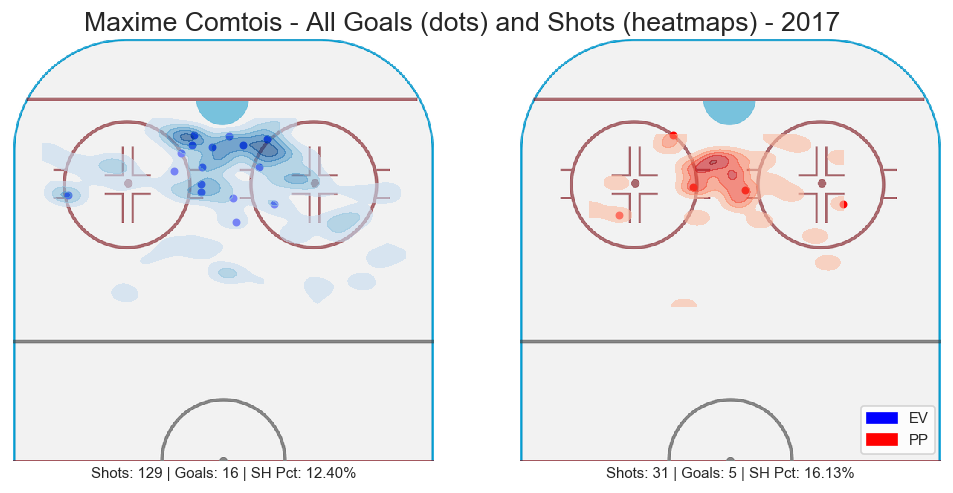 Maxime Comtois - All Goals (dots) and Shots (heatmaps) - 2017
EV
PP
Shots: 129 | Goals: 16 | SH Pct: 12.40%
Shots: 31 | Goals: 5 | SH Pct: 16.13%